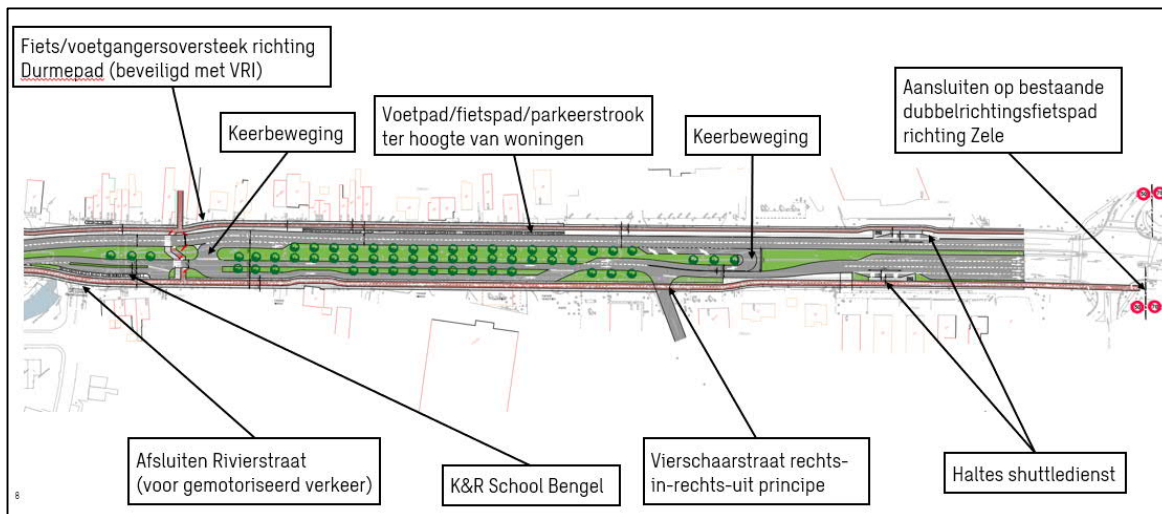 Fiets/voetgangersoversteek richting
Durmepad (beveiligd met VRI)
Keerbeweging
Voetpad/fietspad/parkeerstrook
ter hoogte van woningen
Keerbeweging
Aansluiten op bestaande
dubbelrichtingsfietspad
richting Zele
Afsluiten Rivierstraat
(voor gemotoriseerd verkeer)
K&R School Bengel
Vierschaarstraat rechts-
in-rechts-uit principe
Haltes shuttledienst
8